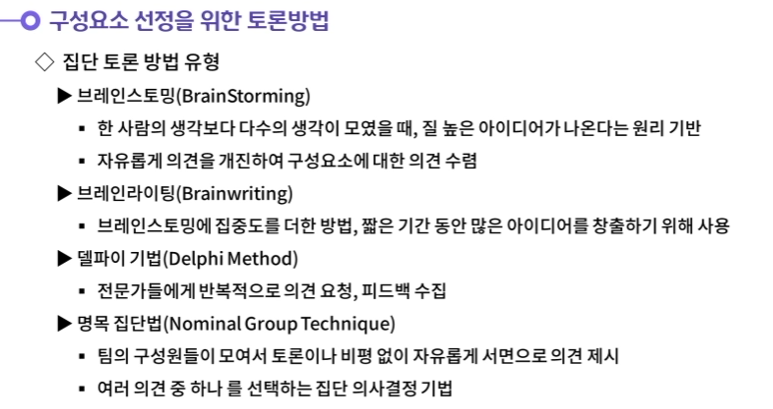 구성요소 선정을 위한 토론방법
◇ 집단 토론 방법 유형
▶ 브레인스토밍(BrainStorming)
▪ 한 사람의 생각보다 다수의 생각이 모였을 때, 질 높은 아이디어가 나온다는 원리 기반
▪ 자유롭게 의견을 개진하여 구성요소에 대한 의견 수렴
▶ 브레인라이팅(Brainwriting)
▪ 브레인스토밍에 집중도를 더한 방법, 짧은 기간 동안 많은 아이디어를 창출하기 위해 사용
▶ 델파이 기법(Delphi Method)
▪ 전문가들에게 반복적으로 의견 요청, 피드백 수집
▶ 명목 집단법(Nominal Group Technique)
▪ 팀의 구성원들이 모여서 토론이나 비평 없이 자유롭게 서면으로 의견 제시
▪ 여러 의견 중 하나 를 선택하는 집단 의사결정 기법